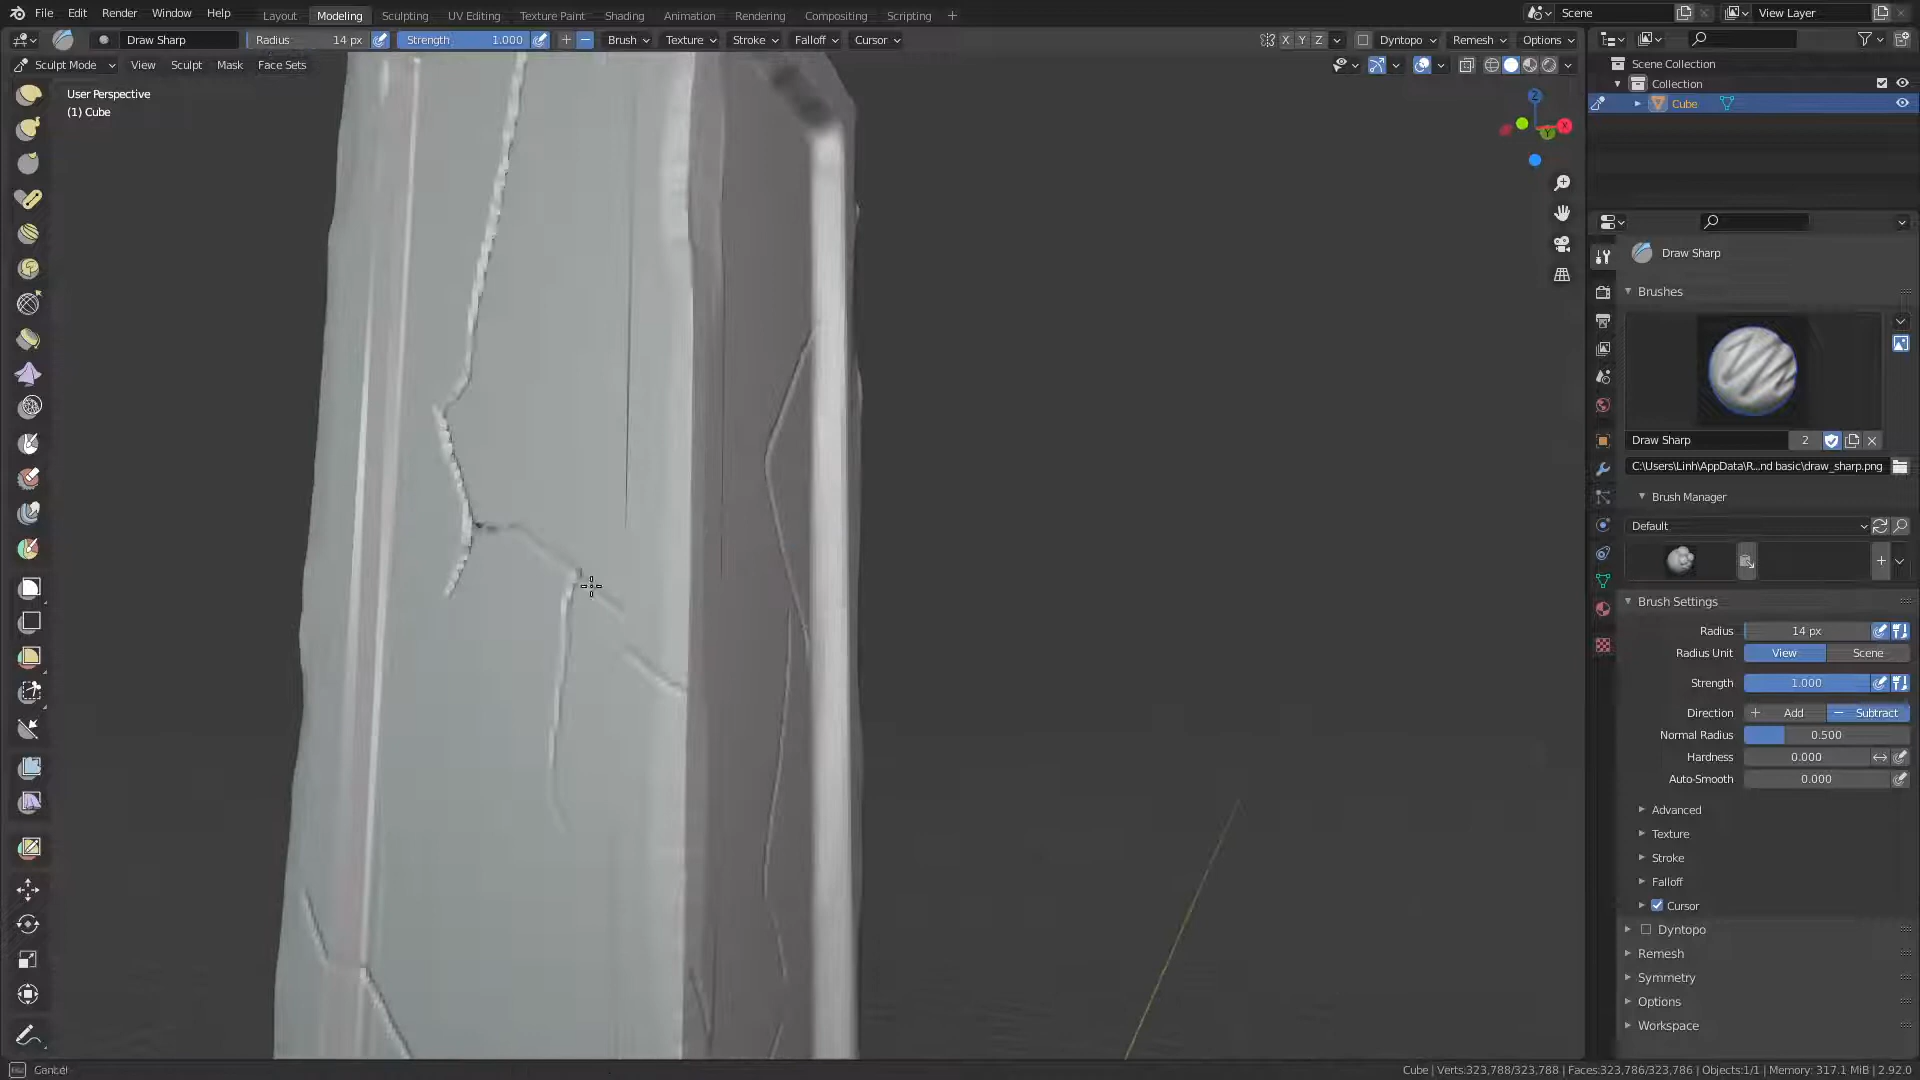 File Edit Render Window Help
Layout Modeling Sculpting UV Editing Texture Paint Shading Animation Rendering Compositing Scripting +
Scene
View Layer
Draw Sharp
Radius 14 px
Strength 1.000
Brush Texture Stroke Falloff Cursor
X Y Z
Dyntopo Remesh Options
Sculpt Mode View Sculpt Mask Face Sets
User Perspective
(1) Cube
Z
X
Y
Scene Collection
Collection
Cube
Draw Sharp
Brushes
Draw Sharp 2
C:\Users\Linh\AppData\R...nd basic\draw_sharp.png
Brush Manager
Default
Brush Settings
Radius 14 px
Radius Unit View Scene
Strength 1.000
Direction + Add − Subtract
Normal Radius 0.500
Hardness 0.000
Auto-Smooth 0.000
Advanced
Texture
Stroke
Falloff
Cursor
Dyntopo
Remesh
Symmetry
Options
Workspace
Cancel
Cube | Verts:323,788/323,788 | Faces:323,786/323,786 | Objects:1/1 | Memory: 317.1 MiB | 2.92.0